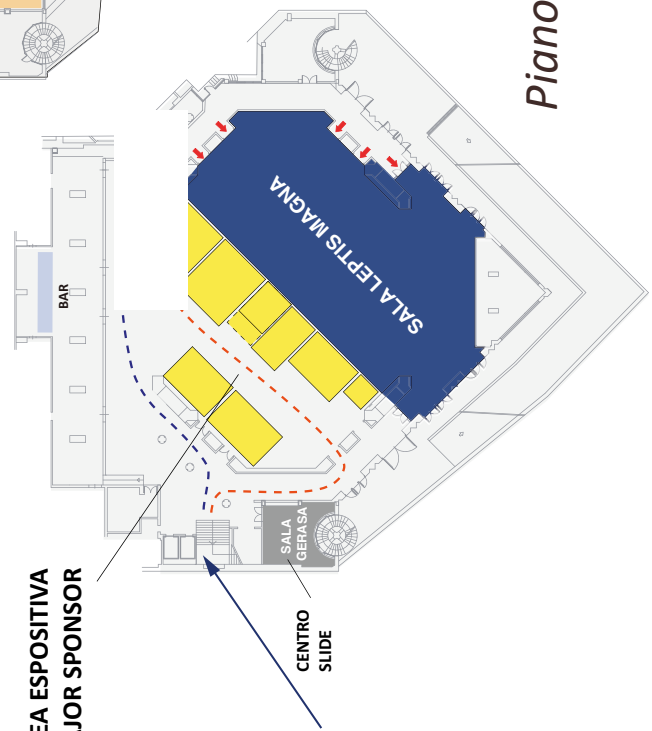 Piano
SALA LEPTIS MAGNA
BAR
EA ESPOSITIVA
JOR SPONSOR
SALA
GERASA
CENTRO
SLIDE